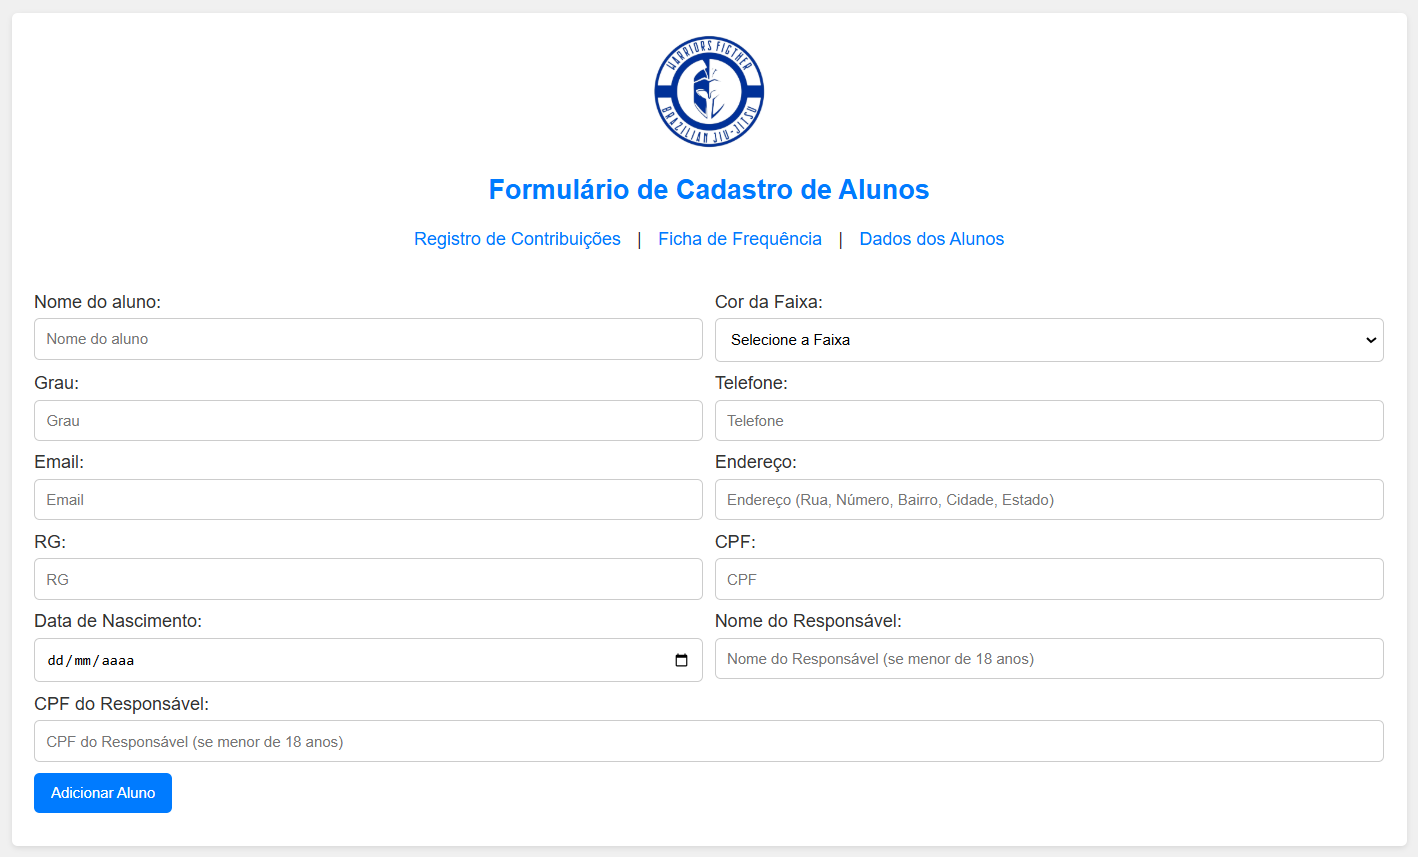 WARRIORS FIGTHER
BRAZILIAN JIU-JITSU
Formulário de Cadastro de Alunos
Registro de Contribuições | Ficha de Frequência | Dados dos Alunos
Nome do aluno: Cor da Faixa:
Nome do aluno Selecione a Faixa
Grau: Telefone:
Grau Telefone
Email: Endereço:
Email Endereço (Rua, Número, Bairro, Cidade, Estado)
RG: CPF:
RG CPF
Data de Nascimento: Nome do Responsável:
dd/mm/aaaa Nome do Responsável (se menor de 18 anos)
CPF do Responsável:
CPF do Responsável (se menor de 18 anos)
Adicionar Aluno